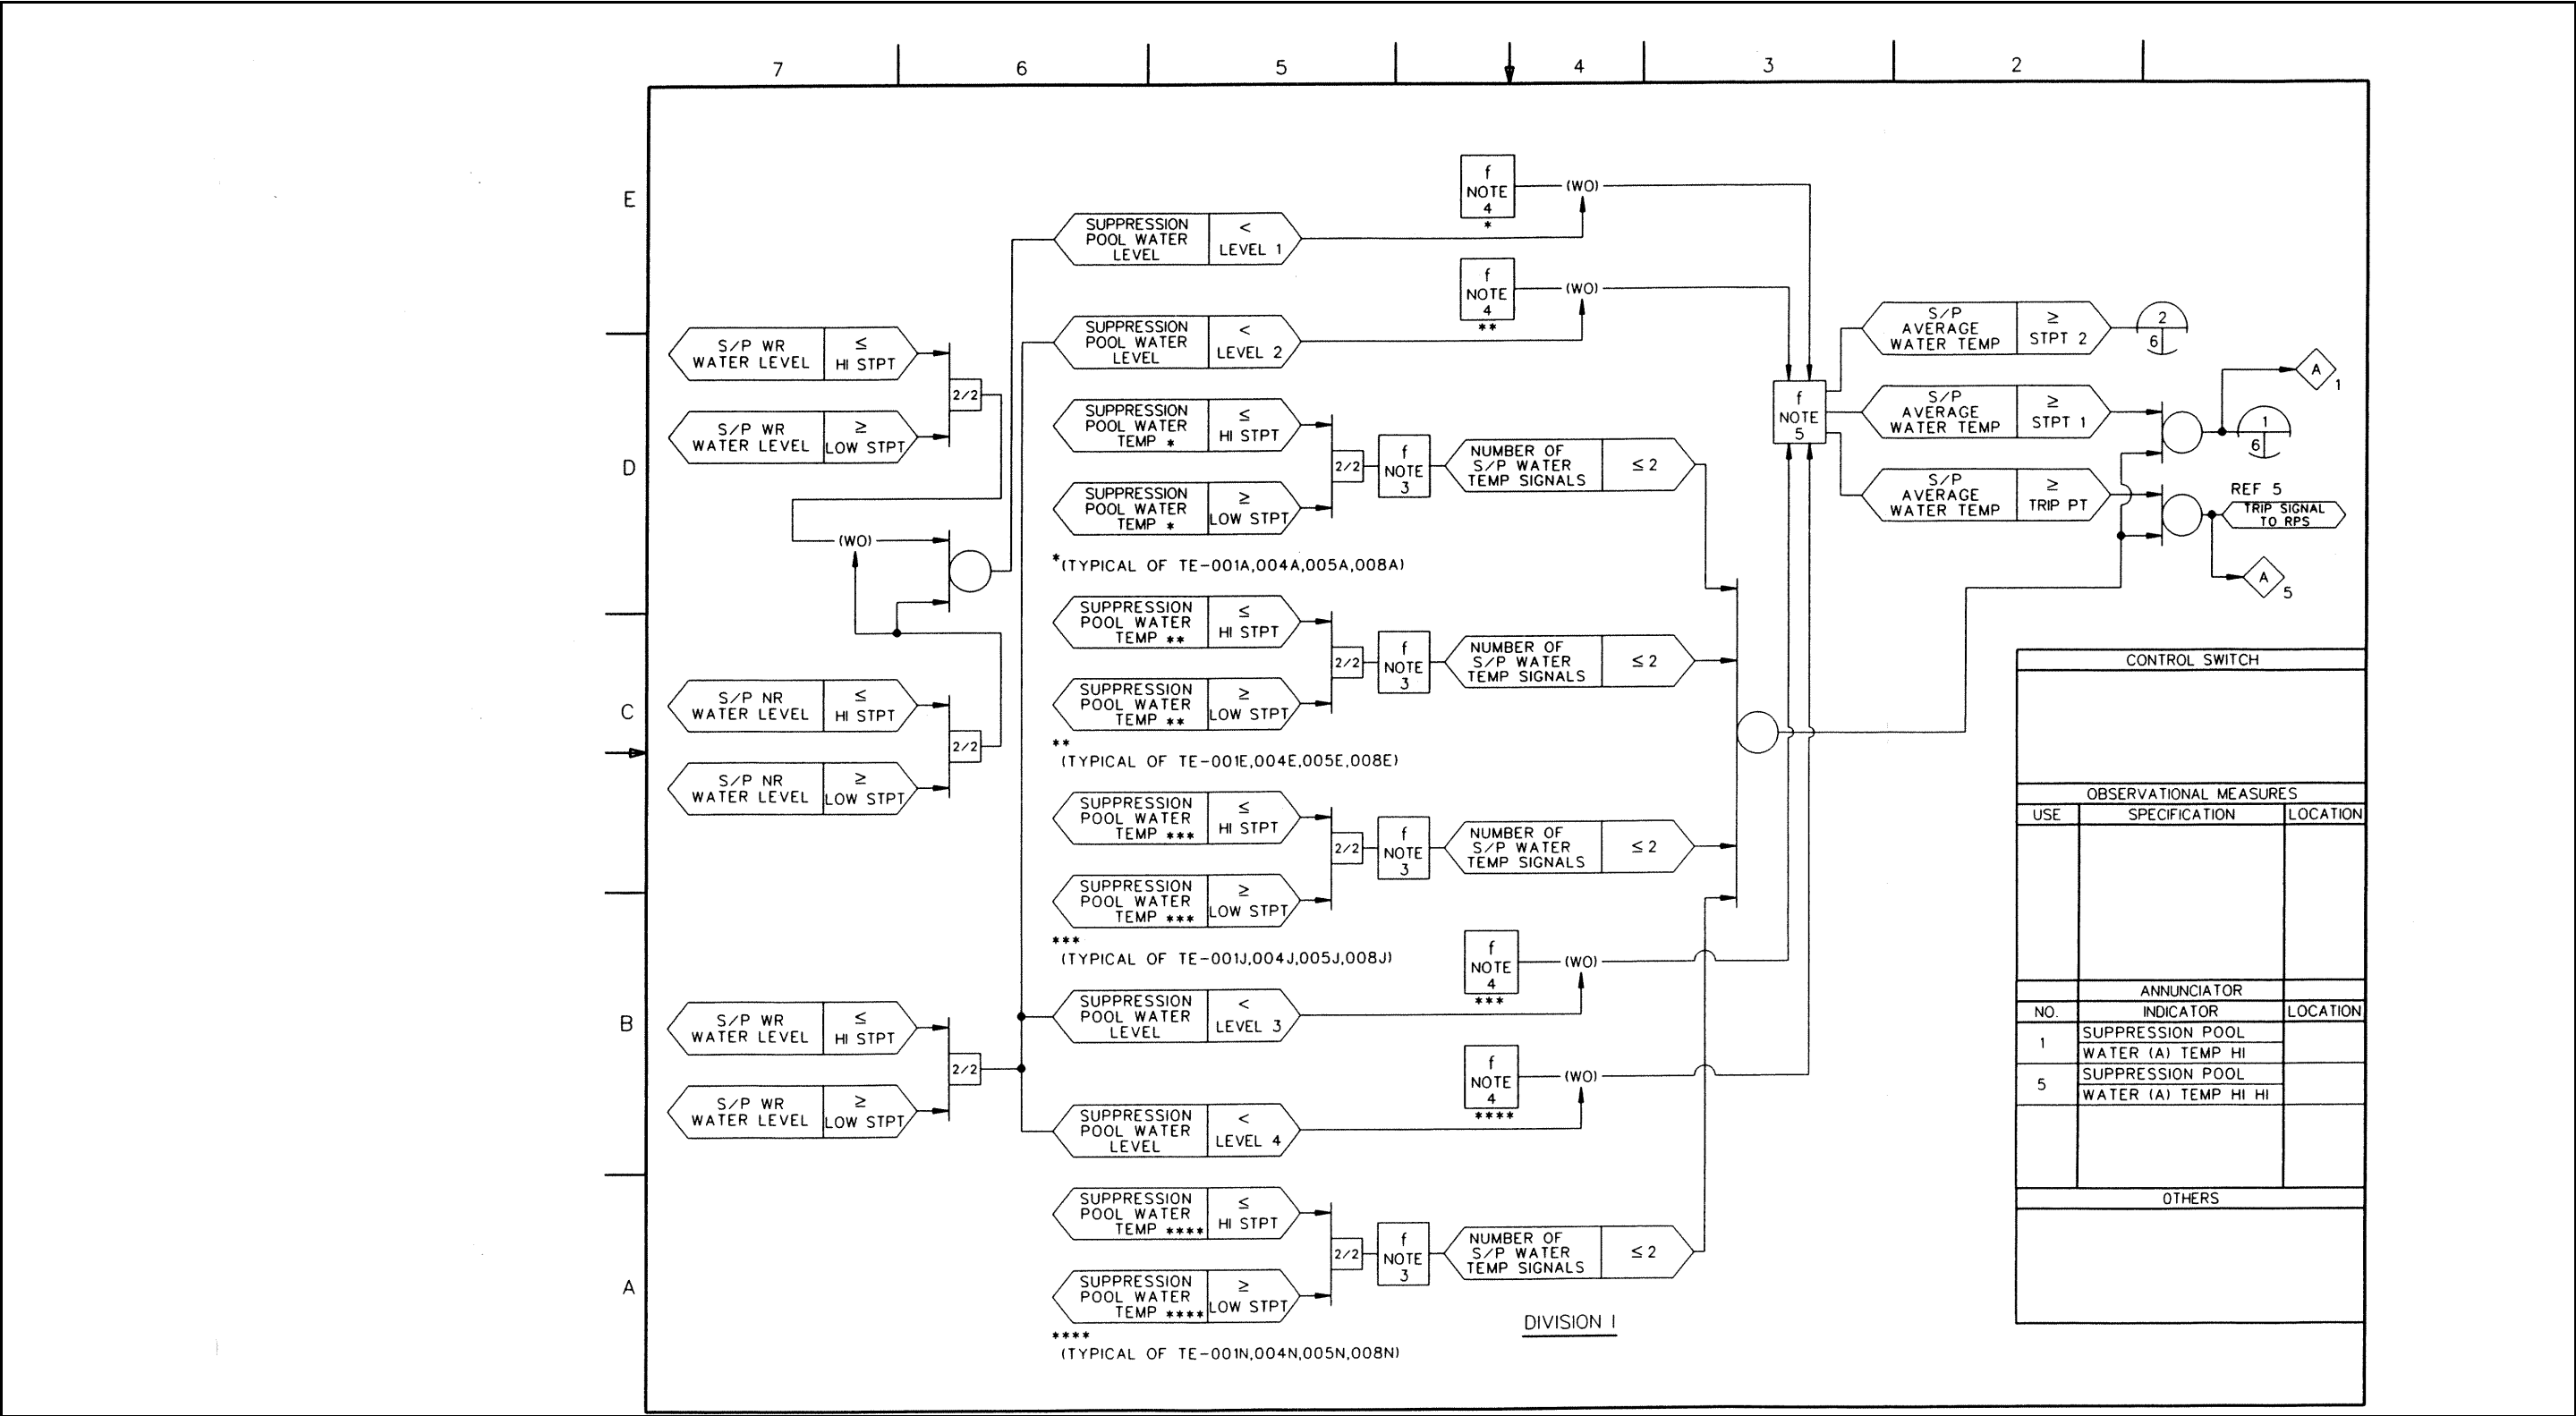 7
6
5
4
3
2
E
D
C
B
A
f
NOTE
4
*
(WO)
SUPPRESSION
POOL WATER
LEVEL
<
LEVEL 1
f
NOTE
4
**
(WO)
SUPPRESSION
POOL WATER
LEVEL
<
LEVEL 2
S/P WR
WATER LEVEL
≤
HI STPT
S/P WR
WATER LEVEL
≥
LOW STPT
2/2
(WO)
S/P NR
WATER LEVEL
≤
HI STPT
S/P NR
WATER LEVEL
≥
LOW STPT
2/2
S/P WR
WATER LEVEL
≤
HI STPT
S/P WR
WATER LEVEL
≥
LOW STPT
2/2
SUPPRESSION
POOL WATER
TEMP *
≤
HI STPT
SUPPRESSION
POOL WATER
TEMP *
≥
LOW STPT
2/2
f
NOTE
3
NUMBER OF
S/P WATER
TEMP SIGNALS
≤ 2
*(TYPICAL OF TE-001A,004A,005A,008A)
SUPPRESSION
POOL WATER
TEMP **
≤
HI STPT
SUPPRESSION
POOL WATER
TEMP **
≥
LOW STPT
2/2
f
NOTE
3
NUMBER OF
S/P WATER
TEMP SIGNALS
≤ 2
**
(TYPICAL OF TE-001E,004E,005E,008E)
SUPPRESSION
POOL WATER
TEMP ***
≤
HI STPT
SUPPRESSION
POOL WATER
TEMP ***
≥
LOW STPT
2/2
f
NOTE
3
NUMBER OF
S/P WATER
TEMP SIGNALS
≤ 2
***
(TYPICAL OF TE-001J,004J,005J,008J)
f
NOTE
4
***
(WO)
SUPPRESSION
POOL WATER
LEVEL
<
LEVEL 3
f
NOTE
4
****
(WO)
SUPPRESSION
POOL WATER
LEVEL
<
LEVEL 4
SUPPRESSION
POOL WATER
TEMP ****
≤
HI STPT
SUPPRESSION
POOL WATER
TEMP ****
≥
LOW STPT
2/2
f
NOTE
3
NUMBER OF
S/P WATER
TEMP SIGNALS
≤ 2
****
(TYPICAL OF TE-001N,004N,005N,008N)
DIVISION I
f
NOTE
5
S/P
AVERAGE
WATER TEMP
≥
STPT 2
2
6
S/P
AVERAGE
WATER TEMP
≥
STPT 1
A
1
1
6
S/P
AVERAGE
WATER TEMP
≥
TRIP PT
REF 5
TRIP SIGNAL
TO RPS
A
5
CONTROL SWITCH
OBSERVATIONAL MEASURES
USE SPECIFICATION LOCATION
ANNUNCIATOR
NO. INDICATOR LOCATION
1
SUPPRESSION POOL
WATER (A) TEMP HI
5
SUPPRESSION POOL
WATER (A) TEMP HI HI
OTHERS